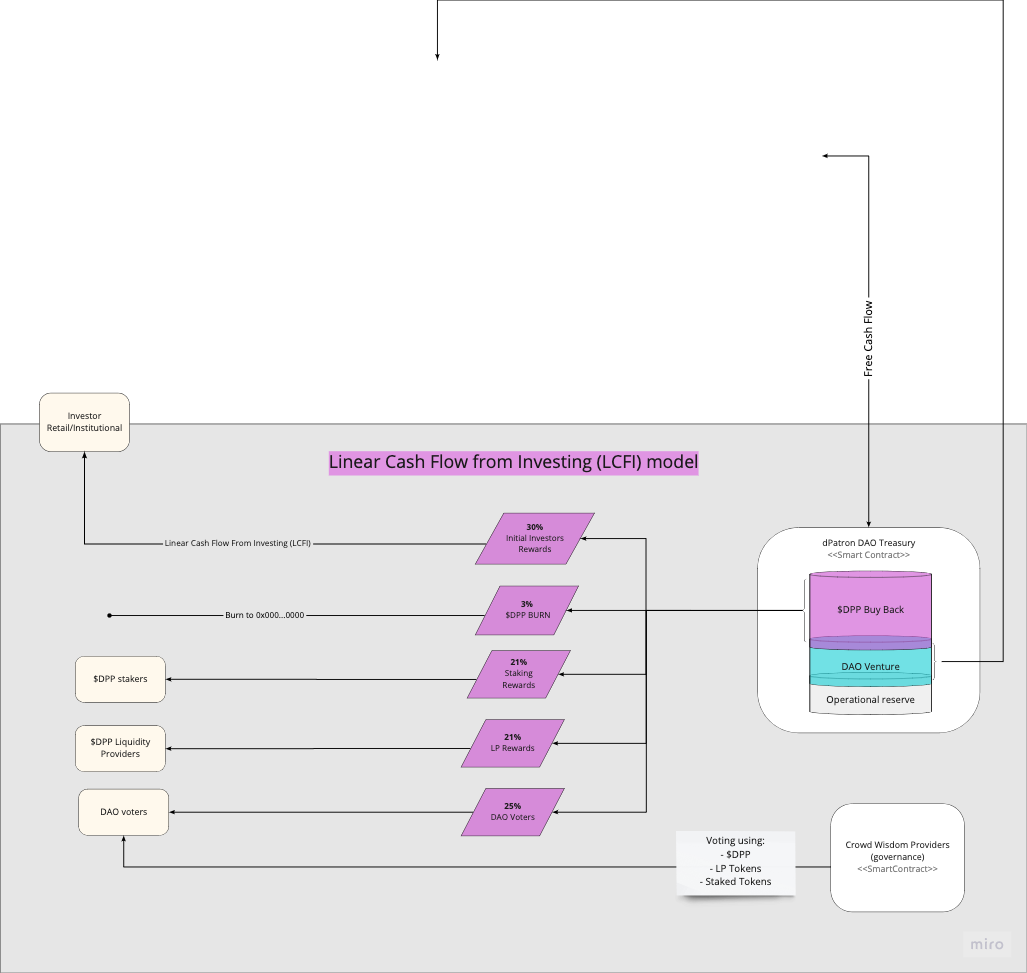 Free Cash Flow
Investor
Retail/Institutional
Linear Cash Flow from Investing (LCFI) model
30%
Initial Investors
Rewards
Linear Cash Flow From Investing (LCFI)
dPatron DAO Treasury
<<Smart Contract>>
3%
$DPP BURN
Burn to 0x000...0000
$DPP Buy Back
21%
Staking
Rewards
$DPP stakers
DAO Venture
Operational reserve
21%
LP Rewards
$DPP Liquidity
Providers
25%
DAO Voters
DAO voters
Voting using:
- $DPP
- LP Tokens
- Staked Tokens
Crowd Wisdom Providers
(governance)
<<SmartContract>>
miro